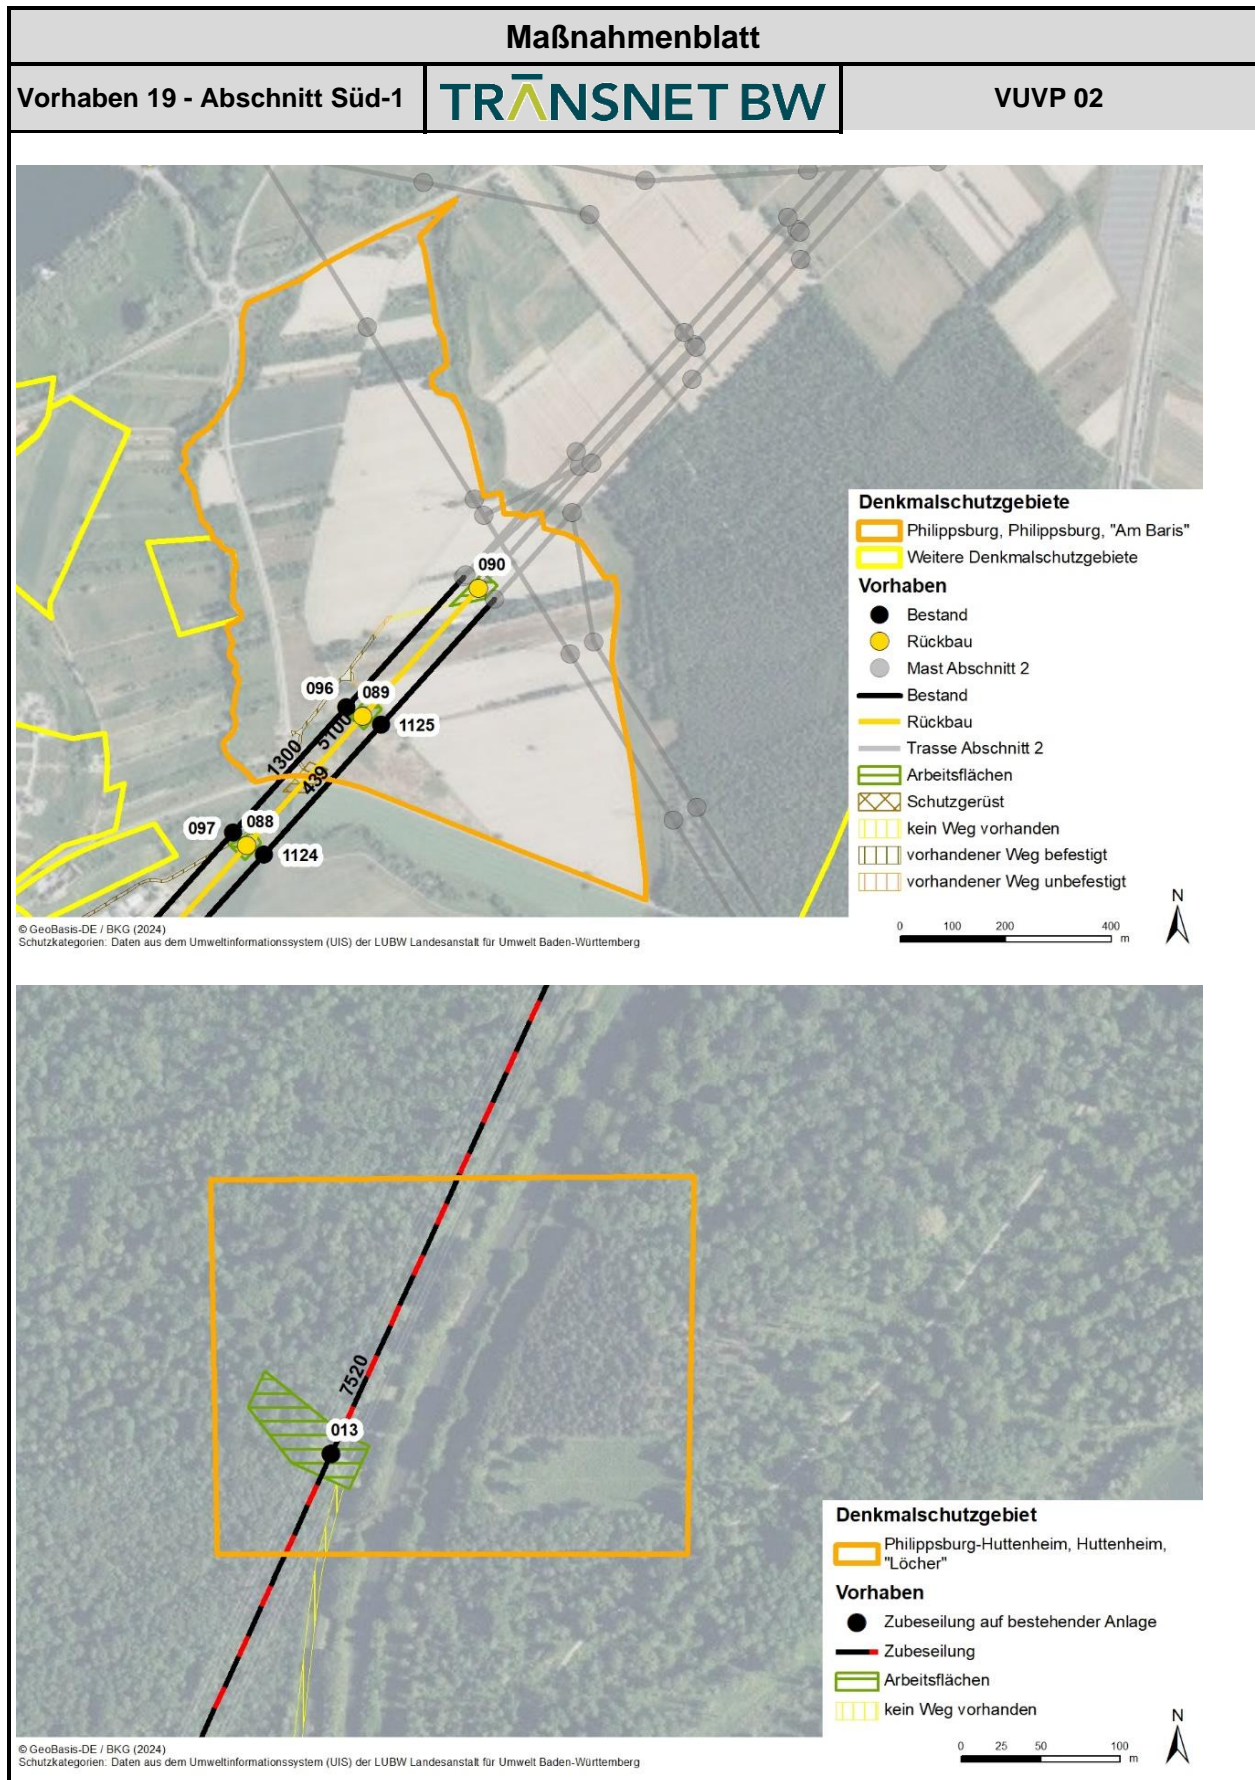 Maßnahmenblatt
Vorhaben 19 - Abschnitt Süd-1
TRANSNET BW
VUVP 02
090
096
089
1125
5100
1300
439
097
088
1124
Denkmalschutzgebiete
Philippsburg, Philippsburg, "Am Baris"
Weitere Denkmalschutzgebiete
Vorhaben
Bestand
Rückbau
Mast Abschnitt 2
Bestand
Rückbau
Trasse Abschnitt 2
Arbeitsflächen
Schutzgerüst
kein Weg vorhanden
vorhandener Weg befestigt
vorhandener Weg unbefestigt
N
0 100 200 400
m
© GeoBasis-DE / BKG (2024)
Schutzkategorien: Daten aus dem Umweltinformationssystem (UIS) der LUBW Landesanstalt für Umwelt Baden-Württemberg
7520
013
Denkmalschutzgebiet
Philippsburg-Huttenheim, Huttenheim,
"Löcher"
Vorhaben
Zubeseilung auf bestehender Anlage
Zubeseilung
Arbeitsflächen
kein Weg vorhanden
N
0 25 50 100
m
© GeoBasis-DE / BKG (2024)
Schutzkategorien: Daten aus dem Umweltinformationssystem (UIS) der LUBW Landesanstalt für Umwelt Baden-Württemberg